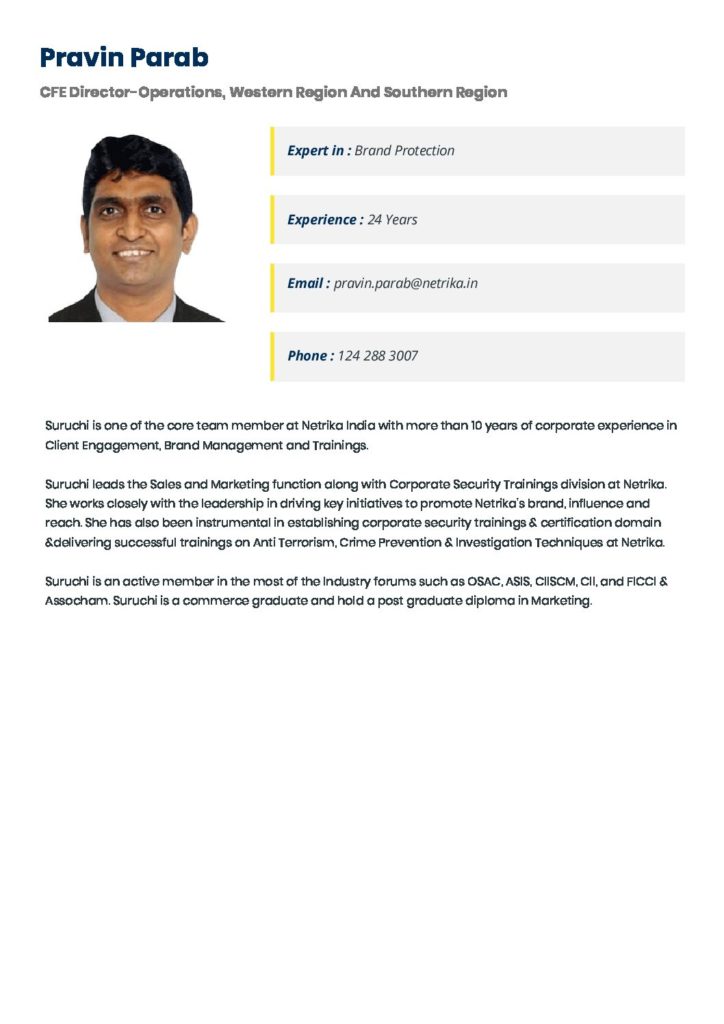 Pravin Parab
CFE Director-Operations, Western Region And Southern Region
Expert in : Brand Protection
Experience : 24 Years
Email : pravin.parab@netrika.in
Phone : 124 288 3007
Suruchi is one of the core team member at Netrika India with more than 10 years of corporate experience in
Client Engagement, Brand Management and Trainings.
Suruchi leads the Sales and Marketing function along with Corporate Security Trainings division at Netrika.
She works closely with the leadership in driving key initiatives to promote Netrika's brand, influence and
reach. She has also been instrumental in establishing corporate security trainings & certification domain
&delivering successful trainings on Anti Terrorism, Crime Prevention & Investigation Techniques at Netrika.
Suruchi is an active member in the most of the Industry forums such as OSAC, ASIS, CIISCM, CII, and FICCI &
Assocham. Suruchi is a commerce graduate and hold a post graduate diploma in Marketing.